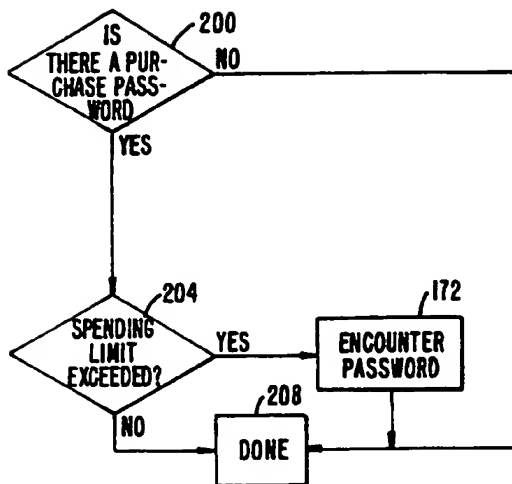 200
IS
THERE A PUR-
CHASE PASS-
WORD
NO
YES
204
SPENDING
LIMIT
EXCEEDED?
YES
172
ENCOUNTER
PASSWORD
NO
208
DONE